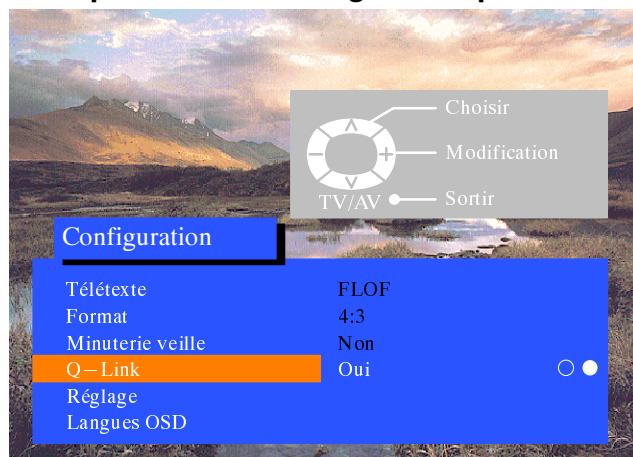 Choisir
Modification
TV/AV Sortir
Configuration
Télétexte FLOF
Format 4:3
Minuterie veille Non
Q−Link Oui
Réglage
Langues OSD